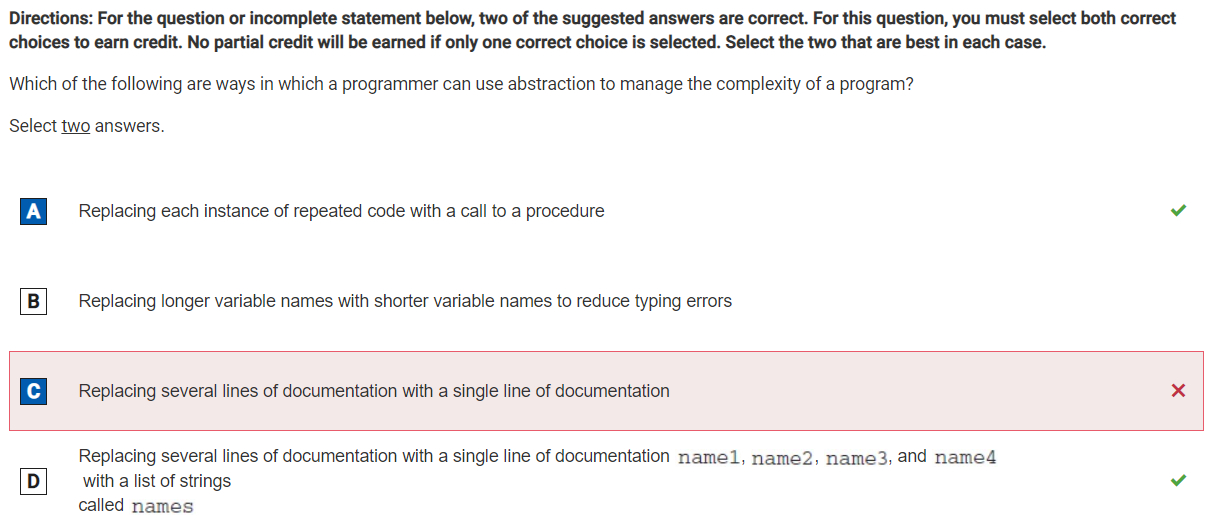 Directions: For the question or incomplete statement below, two of the suggested answers are correct. For this question, you must select both correct
choices to earn credit. No partial credit will be earned if only one correct choice is selected. Select the two that are best in each case.
Which of the following are ways in which a programmer can use abstraction to manage the complexity of a program?
Select two answers.
A Replacing each instance of repeated code with a call to a procedure
B Replacing longer variable names with shorter variable names to reduce typing errors
C Replacing several lines of documentation with a single line of documentation
Replacing several lines of documentation with a single line of documentation name1, name2, name3, and name4
D with a list of strings
called names